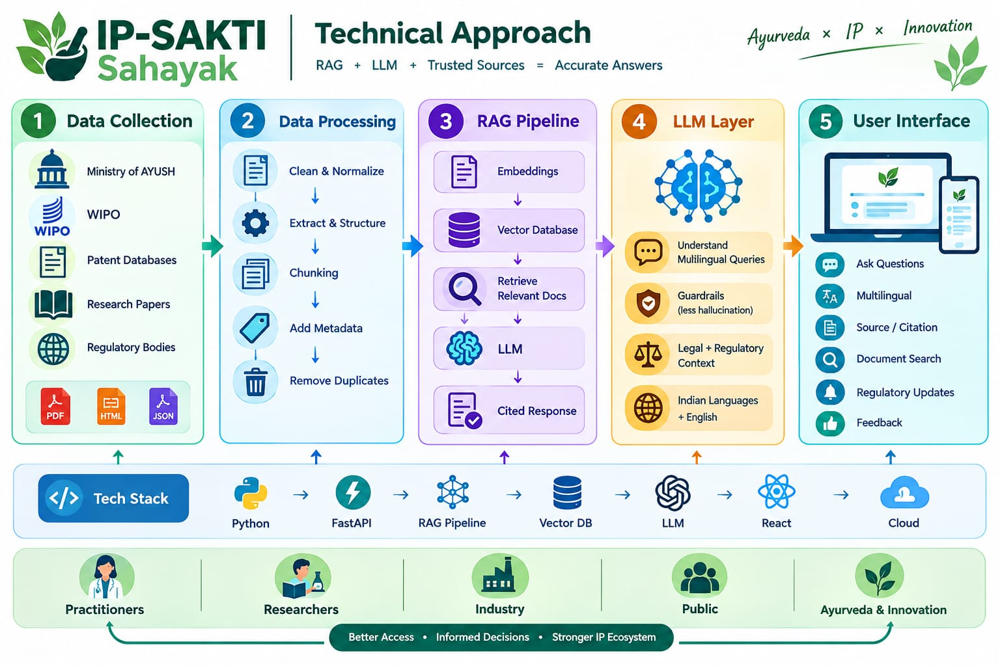 IP-SAKTI
Sahayak
Technical Approach
RAG + LLM + Trusted Sources = Accurate Answers
Ayurveda × IP × Innovation
1 Data Collection
Ministry of AYUSH
WIPO
WIPO
Patent Databases
Research Papers
Regulatory Bodies
PDF
HTML
JSON
2 Data Processing
Clean & Normalize
Extract & Structure
Chunking
Add Metadata
Remove Duplicates
3 RAG Pipeline
Embeddings
Vector Database
Retrieve
Relevant Docs
LLM
Cited Response
4 LLM Layer
Understand
Multilingual Queries
Guardrails
(less hallucination)
Legal + Regulatory
Context
Indian Languages
+ English
5 User Interface
Ask Questions
Multilingual
Source / Citation
Document Search
Regulatory Updates
Feedback
</> Tech Stack
Python
FastAPI
RAG Pipeline
Vector DB
LLM
React
Cloud
Practitioners
Researchers
Industry
Public
Ayurveda & Innovation
Better Access • Informed Decisions • Stronger IP Ecosystem